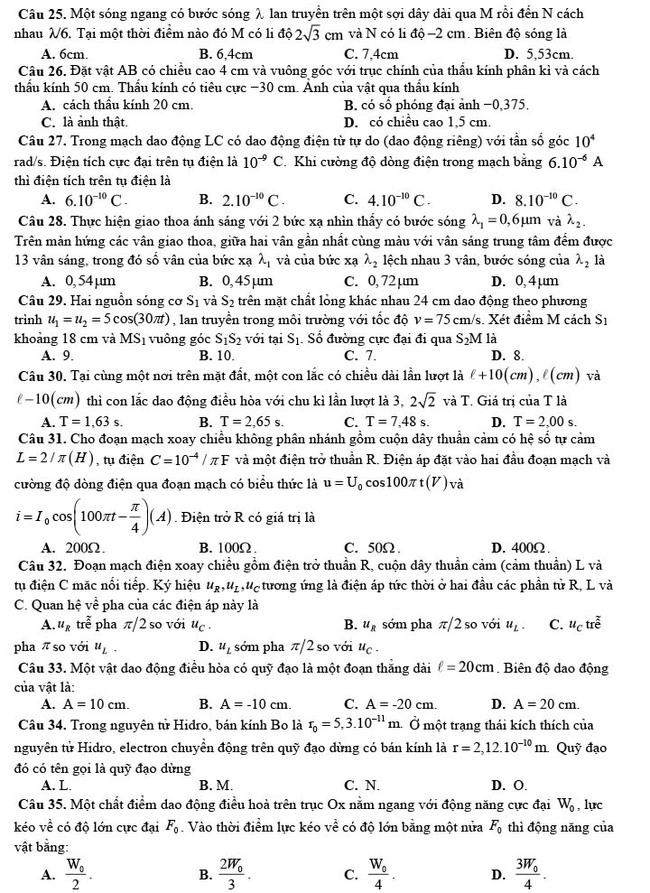 Câu 25. Một sóng ngang có bước sóng λ lan truyền trên một sợi dây dài qua M rồi đến N cách
nhau λ/6. Tại một thời điểm nào đó M có li độ 2√3 cm và N có li độ −2 cm. Biên độ sóng là
A. 6cm. B. 6,4cm C. 7,4cm D. 5,53cm.
Câu 26. Đặt vật AB có chiều cao 4 cm và vuông góc với trục chính của thấu kính phân kì và cách
thấu kính 50 cm. Thấu kính có tiêu cực −30 cm. Ảnh của vật qua thấu kính
A. cách thấu kính 20 cm. B. có số phóng đại ảnh −0,375.
C. là ảnh thật. D. có chiều cao 1,5 cm.
Câu 27. Trong mạch dao động LC có dao động điện từ tự do (dao động riêng) với tần số góc 10⁴
rad/s. Điện tích cực đại trên tụ điện là 10⁻⁹ C. Khi cường độ dòng điện trong mạch bằng 6.10⁻⁶ A
thì điện tích trên tụ điện là
A. 6.10⁻¹⁰ C. B. 2.10⁻¹⁰ C. C. 4.10⁻¹⁰ C. D. 8.10⁻¹⁰ C.
Câu 28. Thực hiện giao thoa ánh sáng với 2 bức xạ nhìn thấy có bước sóng λ₁ = 0,6μm và λ₂.
Trên màn hứng các vân giao thoa, giữa hai vân gần nhất cùng màu với vân sáng trung tâm đếm được
13 vân sáng, trong đó số vân của bức xạ λ₁ và của bức xạ λ₂ lệch nhau 3 vân, bước sóng của λ₂ là
A. 0,54μm B. 0,45μm C. 0,72μm D. 0,4μm
Câu 29. Hai nguồn sóng cơ S₁ và S₂ trên mặt chất lỏng khác nhau 24 cm dao động theo phương
trình u₁ = u₂ = 5cos(30πt), lan truyền trong môi trường với tốc độ v = 75cm/s. Xét điểm M cách S₁
khoảng 18 cm và MS₁ vuông góc S₁S₂ với tại S₁. Số đường cực đại đi qua S₂M là
A. 9. B. 10. C. 7. D. 8.
Câu 30. Tại cùng một nơi trên mặt đất, một con lắc có chiều dài lần lượt là ℓ+10(cm), ℓ(cm) và
ℓ−10(cm) thì con lắc dao động điều hòa với chu kì lần lượt là 3, 2√2 và T. Giá trị của T là
A. T = 1,63 s. B. T = 2,65 s. C. T = 7,48 s. D. T = 2,00 s.
Câu 31. Cho đoạn mạch xoay chiều không phân nhánh gồm cuộn dây thuần cảm có hệ số tự cảm
L = 2/π(H), tụ điện C = 10⁻⁴/πF và một điện trở thuần R. Điện áp đặt vào hai đầu đoạn mạch và
cường độ dòng điện qua đoạn mạch có biểu thức là u = U₀ cos100πt(V)và
i = I₀cos(100πt − π/4)(A). Điện trở R có giá trị là
A. 200Ω. B. 100Ω. C. 50Ω. D. 400Ω.
Câu 32. Đoạn mạch điện xoay chiều gồm điện trở thuần R, cuộn dây thuần cảm (cảm thuần) L và
tụ điện C mắc nối tiếp. Ký hiệu u_R,u_L,u_C tương ứng là điện áp tức thời ở hai đầu các phần tử R, L và
C. Quan hệ về pha của các điện áp này là
A. u_R trễ pha π/2 so với u_C. B. u_R sớm pha π/2 so với u_L. C. u_C trễ
pha π so với u_L. D. u_L sớm pha π/2 so với u_C.
Câu 33. Một vật dao động điều hòa có quỹ đạo là một đoạn thẳng dài ℓ = 20cm. Biên độ dao động
của vật là:
A. A = 10 cm. B. A = -10 cm. C. A = -20 cm. D. A = 20 cm.
Câu 34. Trong nguyên tử Hidro, bán kính Bo là r₀ = 5,3.10⁻¹¹ m. Ở một trạng thái kích thích của
nguyên tử Hidro, electron chuyển động trên quỹ đạo dừng có bán kính là r = 2,12.10⁻¹⁰ m. Quỹ đạo
đó có tên gọi là quỹ đạo dừng
A. L. B. M. C. N. D. O.
Câu 35. Một chất điểm dao động điều hoà trên trục Ox nằm ngang với động năng cực đại W₀, lực
kéo về có độ lớn cực đại F₀. Vào thời điểm lực kéo về có độ lớn bằng một nửa F₀ thì động năng của
vật bằng:
A. W₀/2. B. 2W₀/3. C. W₀/4. D. 3W₀/4.